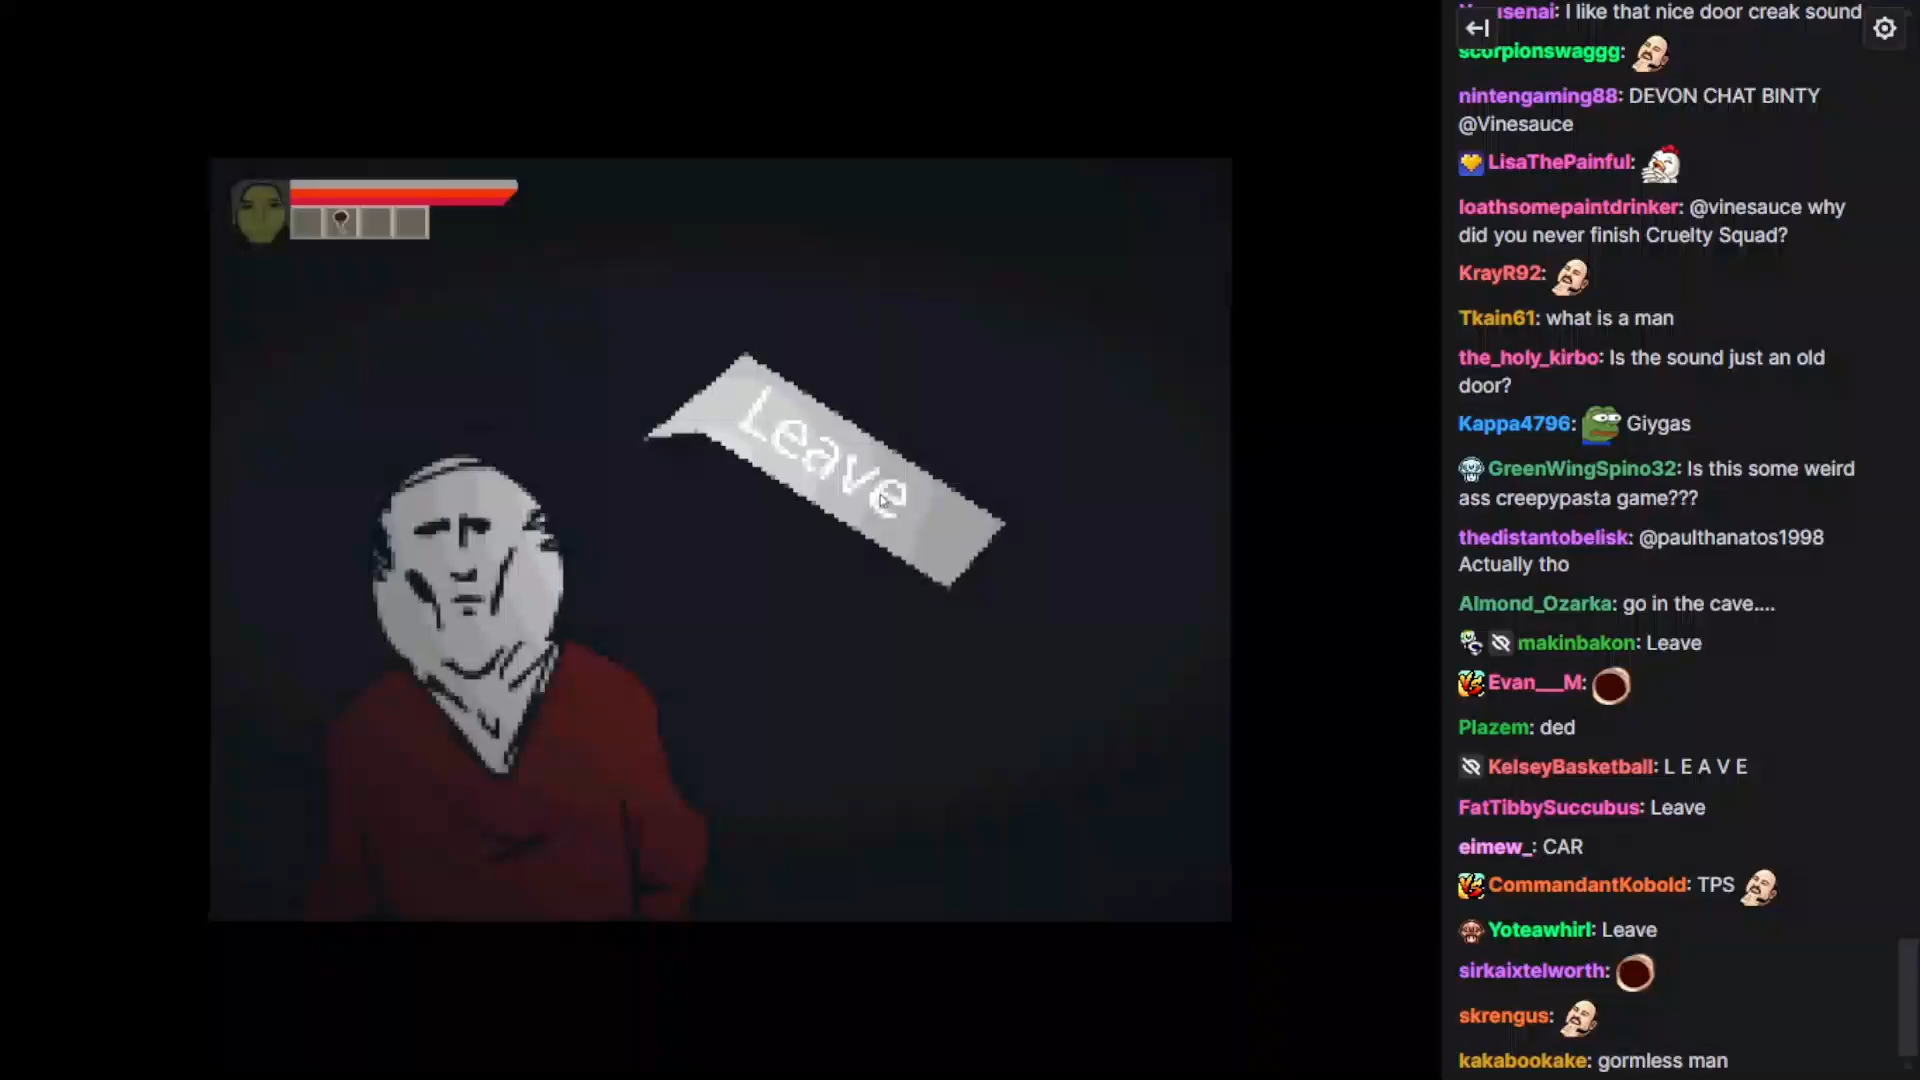 Leave
usenai: I like that nice door creak sound
scorpionswaggg:
nintengaming88: DEVON CHAT BINTY
@Vinesauce
LisaThePainful:
loathsomepaintdrinker: @vinesauce why
did you never finish Cruelty Squad?
KrayR92:
Tkain61: what is a man
the_holy_kirbo: Is the sound just an old
door?
Kappa4796: Giygas
GreenWingSpino32: Is this some weird
ass creepypasta game???
thedistantobelisk: @paulthanatos1998
Actually tho
Almond_Ozarka: go in the cave....
makinbakon: Leave
Evan___M:
Plazem: ded
KelseyBasketball: L E A V E
FatTibbySuccubus: Leave
eimew_: CAR
CommandantKobold: TPS
Yoteawhirl: Leave
sirkaixtelworth:
skrengus:
kakabookake: gormless man